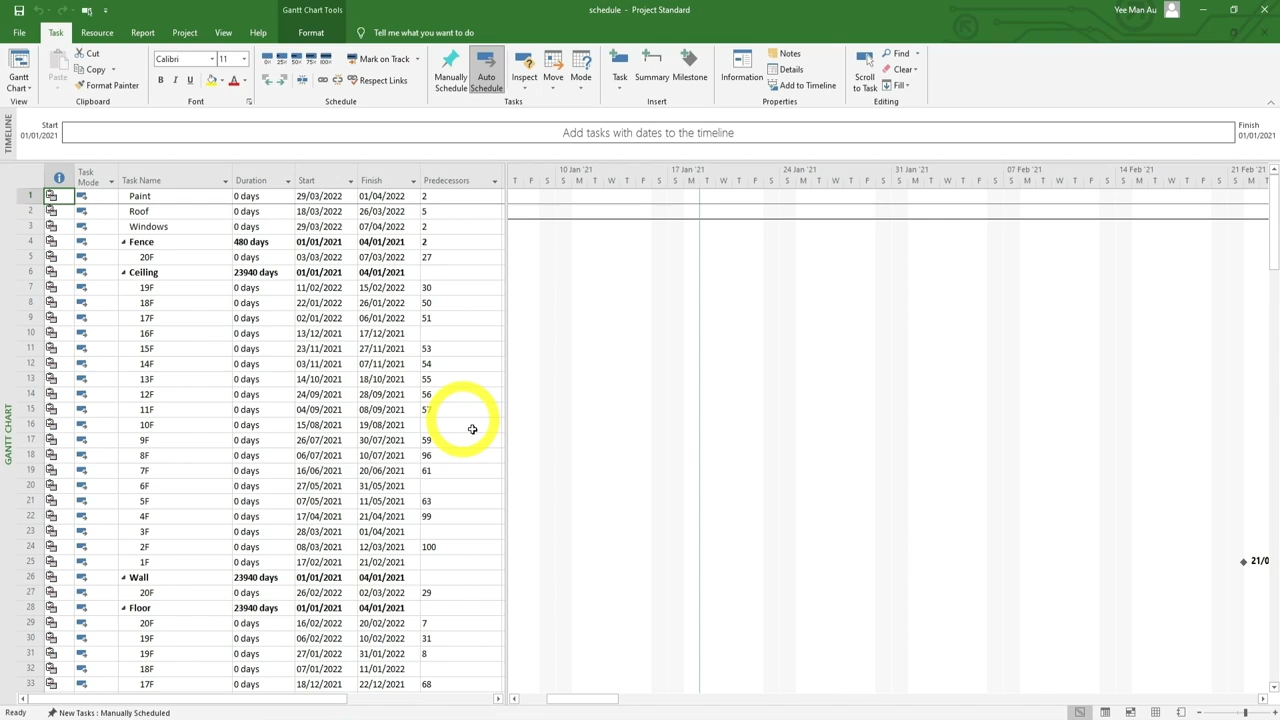 schedule - Project Standard
Gantt Chart Tools
Yee Man Au
File Task Resource Report Project View Help Format Tell me what you want to do
Gantt Chart
View
Paste
Cut
Copy
Format Painter
Clipboard
Calibri 11
B I U A
Font
0% 25% 50% 75% 100%
Mark on Track
Respect Links
Schedule
Manually Schedule
Auto Schedule
Inspect
Move
Mode
Tasks
Task
Summary
Milestone
Insert
Information
Notes
Details
Add to Timeline
Properties
Scroll to Task
Find
Clear
Fill
Editing
TIMELINE
Start
01/01/2021
Add tasks with dates to the timeline
Finish
01/01/2021
GANTT CHART
Task Mode Task Name Duration Start Finish Predecessors
10 Jan '21 17 Jan '21 24 Jan '21 31 Jan '21 07 Feb '21 14 Feb '21 21 Feb '21
T F S S M T W T F S S M T W T F S S M T W T F S S M T W T F S S M T W T F S S M T W T F S S M T
1 Paint 0 days 29/03/2022 01/04/2022 2
2 Roof 0 days 18/03/2022 26/03/2022 5
3 Windows 0 days 29/03/2022 07/04/2022 2
4 Fence 480 days 01/01/2021 04/01/2021 2
5 20F 0 days 03/03/2022 07/03/2022 27
6 Ceiling 23940 days 01/01/2021 04/01/2021
7 19F 0 days 11/02/2022 15/02/2022 30
8 18F 0 days 22/01/2022 26/01/2022 50
9 17F 0 days 02/01/2022 06/01/2022 51
10 16F 0 days 13/12/2021 17/12/2021
11 15F 0 days 23/11/2021 27/11/2021 53
12 14F 0 days 03/11/2021 07/11/2021 54
13 13F 0 days 14/10/2021 18/10/2021 55
14 12F 0 days 24/09/2021 28/09/2021 56
15 11F 0 days 04/09/2021 08/09/2021 57
16 10F 0 days 15/08/2021 19/08/2021
17 9F 0 days 26/07/2021 30/07/2021 59
18 8F 0 days 06/07/2021 10/07/2021 96
19 7F 0 days 16/06/2021 20/06/2021 61
20 6F 0 days 27/05/2021 31/05/2021
21 5F 0 days 07/05/2021 11/05/2021 63
22 4F 0 days 17/04/2021 21/04/2021 99
23 3F 0 days 28/03/2021 01/04/2021
24 2F 0 days 08/03/2021 12/03/2021 100
25 1F 0 days 17/02/2021 21/02/2021 21/0
26 Wall 23940 days 01/01/2021 04/01/2021
27 20F 0 days 26/02/2022 02/03/2022 29
28 Floor 23940 days 01/01/2021 04/01/2021
29 20F 0 days 16/02/2022 20/02/2022 7
30 19F 0 days 06/02/2022 10/02/2022 31
31 19F 0 days 27/01/2022 31/01/2022 8
32 18F 0 days 07/01/2022 11/01/2022
33 17F 0 days 18/12/2021 22/12/2021 68
Ready New Tasks : Manually Scheduled